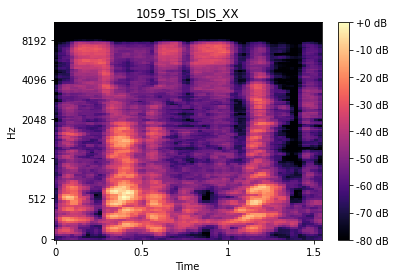 1059_TSI_DIS_XX
Hz
8192
4096
2048
1024
512
0
0
0.5
1
1.5
Time
+0 dB
-10 dB
-20 dB
-30 dB
-40 dB
-50 dB
-60 dB
-70 dB
-80 dB